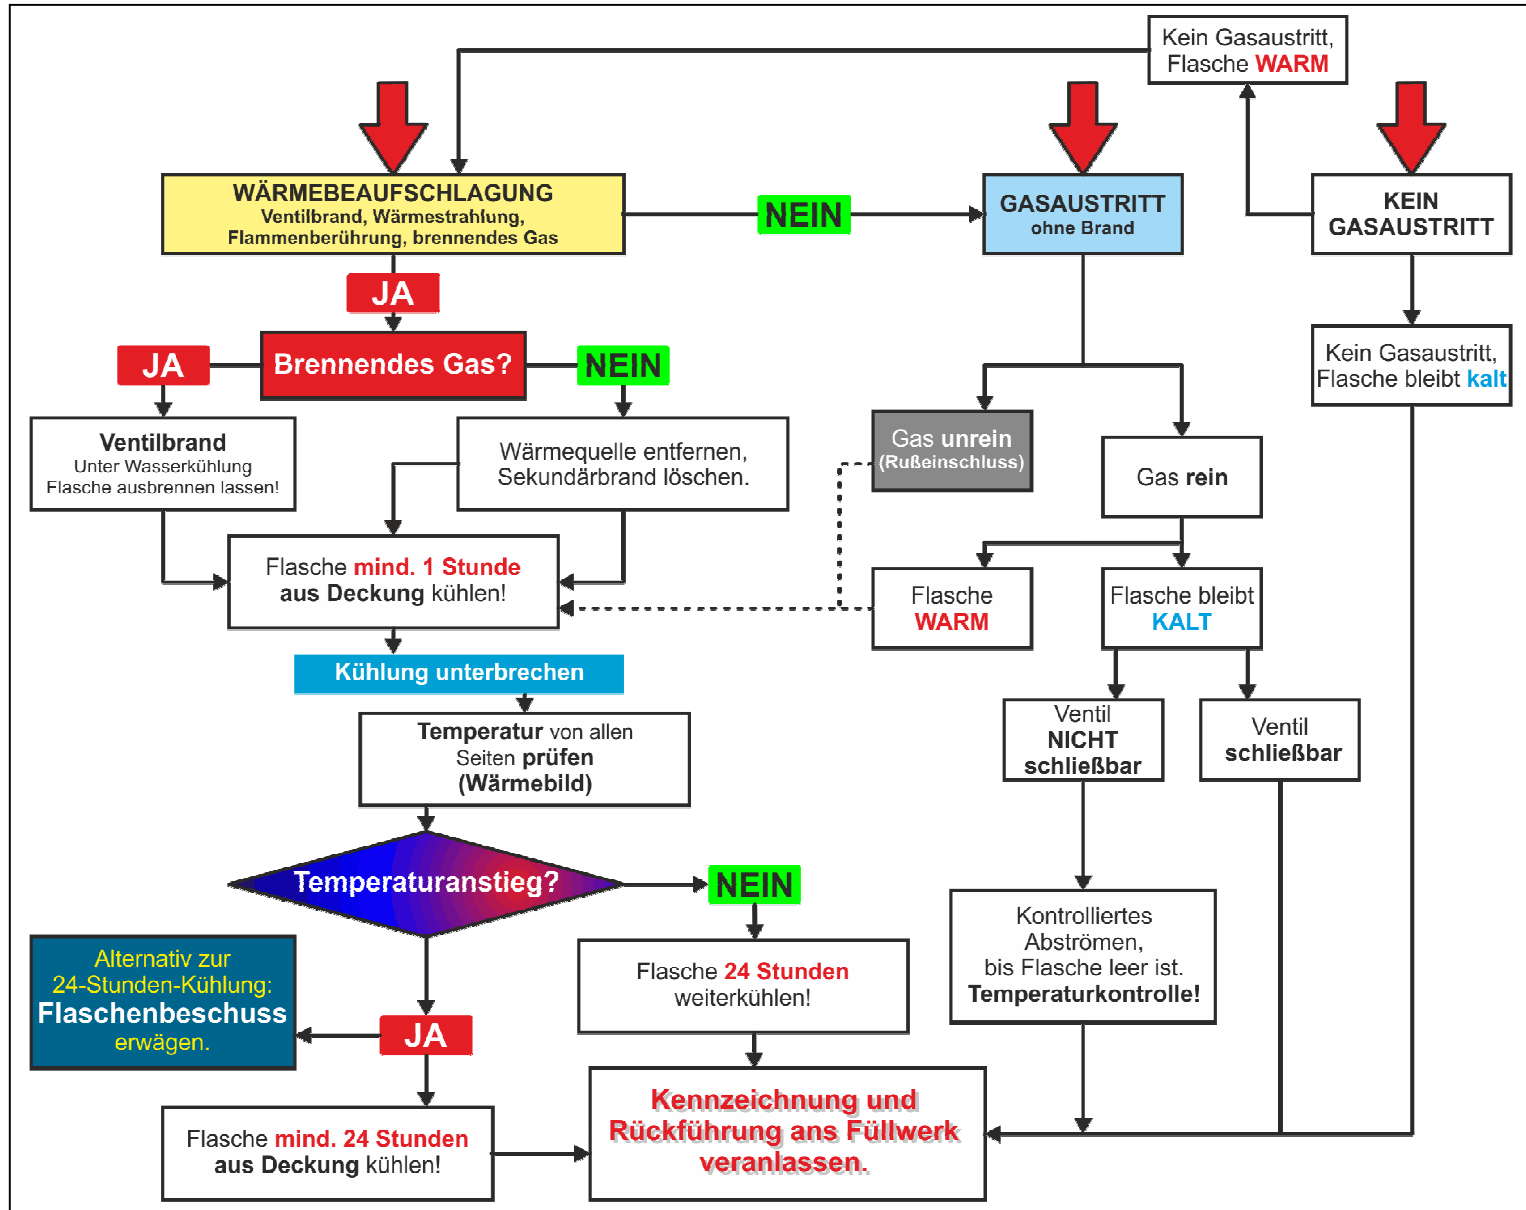 Kein Gasaustritt,
Flasche WARM
WÄRMEBEAUFSCHLAGUNG
Ventilbrand, Wärmestrahlung,
Flammenberührung, brennendes Gas
NEIN
GASAUSTRITT
ohne Brand
KEIN
GASAUSTRITT
JA
Brennendes Gas?
JA
NEIN
Kein Gasaustritt,
Flasche bleibt kalt
Ventilbrand
Unter Wasserkühlung
Flasche ausbrennen lassen!
Wärmequelle entfernen,
Sekundärbrand löschen.
Gas unrein
(Rußeinschluss)
Gas rein
Flasche mind. 1 Stunde
aus Deckung kühlen!
Flasche
WARM
Flasche bleibt
KALT
Kühlung unterbrechen
Temperatur von allen
Seiten prüfen
(Wärmebild)
Ventil
NICHT
schließbar
Ventil
schließbar
Temperaturanstieg?
NEIN
Kontrolliertes
Abströmen,
bis Flasche leer ist.
Temperaturkontrolle!
Alternativ zur
24-Stunden-Kühlung:
Flaschenbeschuss
erwägen.
Flasche 24 Stunden
weiterkühlen!
JA
Flasche mind. 24 Stunden
aus Deckung kühlen!
Kennzeichnung und
Rückführung ans Füllwerk
veranlassen.